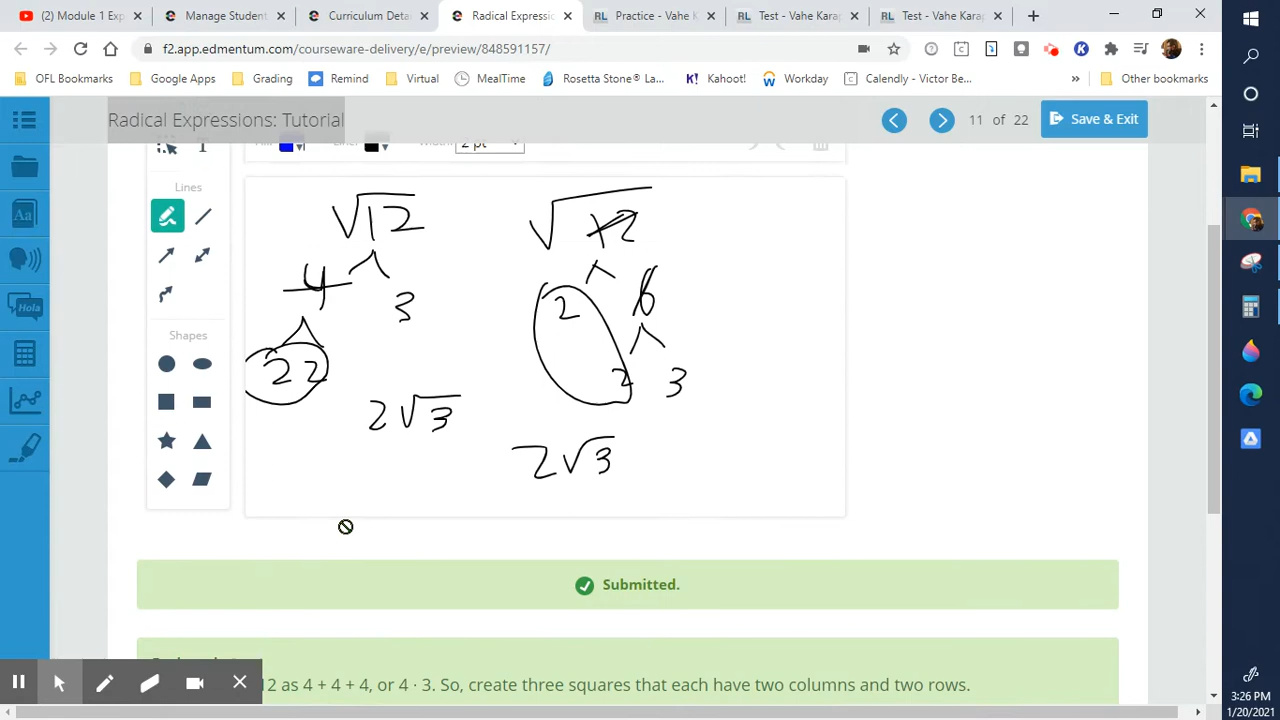 (2) Module 1 Exp
Manage Student
Curriculum Deta
Radical Expressio
Practice - Vahe Kara
Test - Vahe Karap
Test - Vahe Karap
f2.app.edmentum.com/courseware-delivery/e/preview/848591157/
OFL Bookmarks
Google Apps
Grading
Remind
Virtual
MealTime
Rosetta Stone® La...
Kahoot!
Workday
Calendly - Victor Be...
»
Other bookmarks
Radical Expressions: Tutorial
11 of 22
Save & Exit
2 pt
Lines
Shapes
Aa
Hola
√12
4 3
2 2
2√3
√12
2 6
2 3
2√3
Submitted.
12 as 4 + 4 + 4, or 4 · 3. So, create three squares that each have two columns and two rows.
3:26 PM
1/20/2021